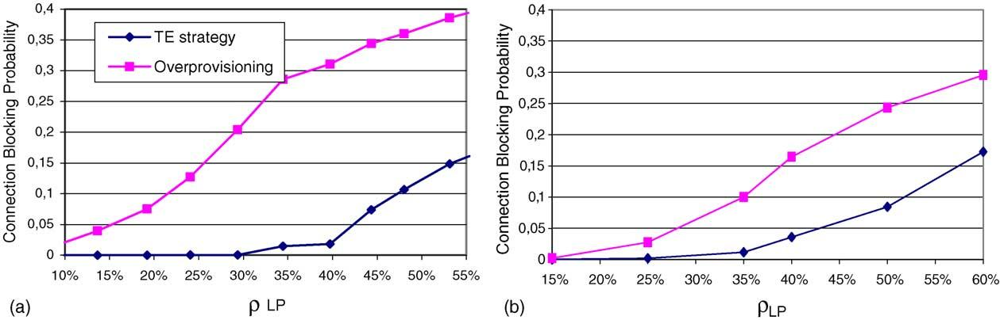 Connection Blocking Probability
0,4
0,35
0,3
0,25
0,2
0,15
0,1
0,05
0
TE strategy
Overprovisioning
10% 15% 20% 25% 30% 35% 40% 45% 50% 55%
(a) ρ LP
Connection Blocking Probability
0,4
0,35
0,3
0,25
0,2
0,15
0,1
0,05
0
15% 20% 25% 30% 35% 40% 45% 50% 55% 60%
(b) ρLP